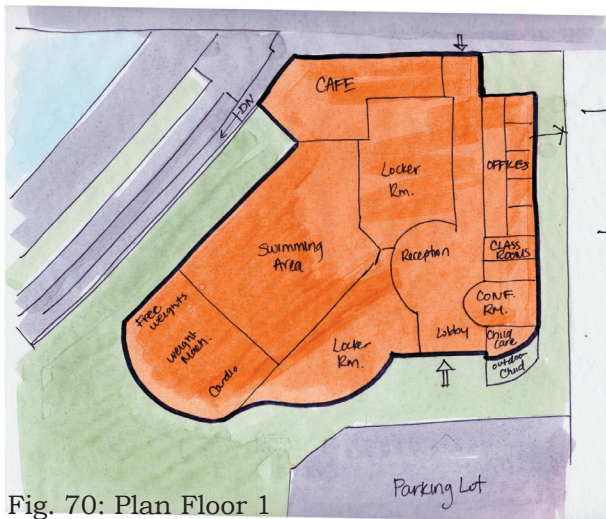 CAFE
DN
Locker
Rm.
OFFICES
Swimming
Area
Reception
CLASS
ROOMS
CONF.
RM.
Free
Weights
Weight
Mach.
Cardio
Locker
Rm.
Lobby
Child
Care
outdoor
Child
Parking Lot
Fig. 70: Plan Floor 1